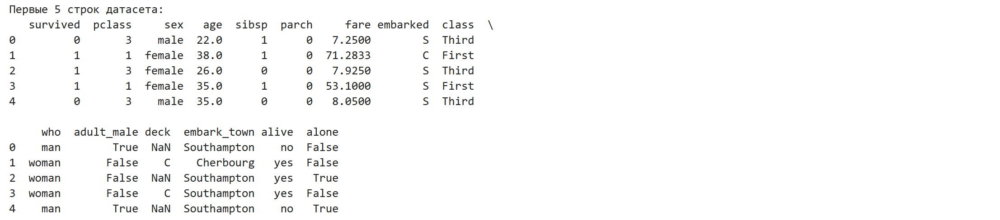 Первые 5 строк датасета:
   survived  pclass     sex   age  sibsp  parch     fare embarked  class  \
0         0       3    male  22.0      1      0   7.2500        S  Third
1         1       1  female  38.0      1      0  71.2833        C  First
2         1       3  female  26.0      0      0   7.9250        S  Third
3         1       1  female  35.0      1      0  53.1000        S  First
4         0       3    male  35.0      0      0   8.0500        S  Third

     who  adult_male deck  embark_town alive  alone
0    man        True  NaN  Southampton    no  False
1  woman       False    C    Cherbourg   yes  False
2  woman       False  NaN  Southampton   yes   True
3  woman       False    C  Southampton   yes  False
4    man        True  NaN  Southampton    no   True